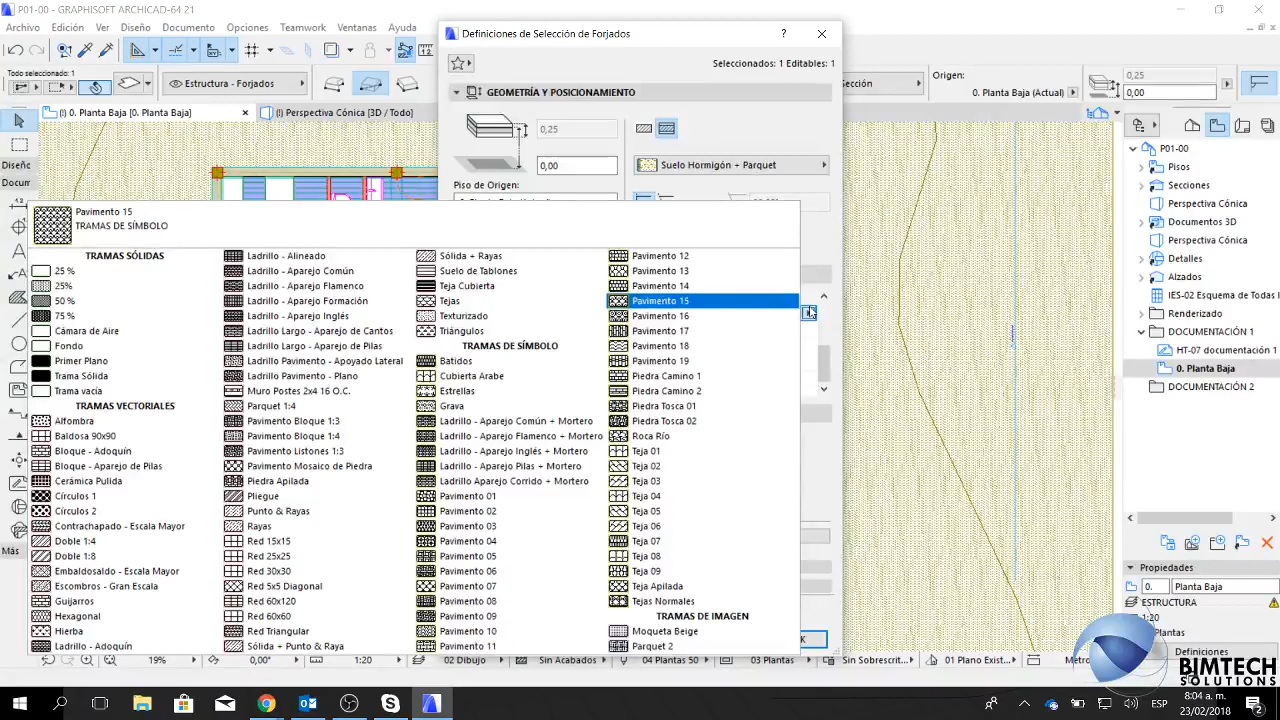 P01-00 - GRAPHISOFT ARCHICAD-64 21
Archivo Edición Ver Diseño Documento Opciones Teamwork Ventana Ayuda
Todo seleccionado: 1
Estructura - Forjados
(!) 0. Planta Baja [0. Planta Baja]
(!) Perspectiva Cónica [3D / Todo]
Diseño
Docum
Más
Definiciones de Selección de Forjados
Seleccionados: 1 Editables: 1
GEOMETRÍA Y POSICIONAMIENTO
0,25
0,00
Suelo Hormigón + Parquet
Piso de Origen:
Sección
Origen:
0. Planta Baja (Actual)
0,25
0,00
Pavimento 15
TRAMAS DE SÍMBOLO
TRAMAS SÓLIDAS
25 %
25%
50 %
75 %
Cámara de Aire
Fondo
Primer Plano
Trama Sólida
Trama vacía
TRAMAS VECTORIALES
Alfombra
Baldosa 90x90
Bloque - Adoquín
Bloque - Aparejo de Pilas
Cerámica Pulida
Círculos 1
Círculos 2
Contrachapado - Escala Mayor
Doble 1:4
Doble 1:8
Embaldosaldo - Escala Mayor
Escombros - Gran Escala
Guijarros
Hexagonal
Hierba
Ladrillo - Adoquín
Ladrillo - Alineado
Ladrillo - Aparejo Común
Ladrillo - Aparejo Flamenco
Ladrillo - Aparejo Formación
Ladrillo - Aparejo Inglés
Ladrillo Largo - Aparejo de Cantos
Ladrillo Largo - Aparejo de Pilas
Ladrillo Pavimento - Apoyado Lateral
Ladrillo Pavimento - Plano
Muro Postes 2x4 16 O.C.
Parquet 1:4
Pavimento Bloque 1:3
Pavimento Bloque 1:4
Pavimento Listones 1:3
Pavimento Mosaico de Piedra
Piedra Apilada
Pliegue
Punto & Rayas
Rayas
Red 15x15
Red 25x25
Red 30x30
Red 5x5 Diagonal
Red 60x120
Red 60x60
Red Triangular
Sólida + Punto & Raya
Sólida + Rayas
Suelo de Tablones
Teja Cubierta
Tejas
Texturizado
Triángulos
TRAMAS DE SÍMBOLO
Batidos
Cubierta Arabe
Estrellas
Grava
Ladrillo - Aparejo Común + Mortero
Ladrillo - Aparejo Flamenco + Mortero
Ladrillo - Aparejo Inglés + Mortero
Ladrillo - Aparejo Pilas + Mortero
Ladrillo Aparejo Corrido + Mortero
Pavimento 01
Pavimento 02
Pavimento 03
Pavimento 04
Pavimento 05
Pavimento 06
Pavimento 07
Pavimento 08
Pavimento 09
Pavimento 10
Pavimento 11
Pavimento 12
Pavimento 13
Pavimento 14
Pavimento 15
Pavimento 16
Pavimento 17
Pavimento 18
Pavimento 19
Piedra Camino 1
Piedra Camino 2
Piedra Tosca 01
Piedra Tosca 02
Roca Río
Teja 01
Teja 02
Teja 03
Teja 04
Teja 05
Teja 06
Teja 07
Teja 08
Teja 09
Teja Apilada
Tejas Normales
TRAMAS DE IMAGEN
Moqueta Beige
Parquet 2
P01-00
Pisos
Secciones
Perspectiva Cónica
Documentos 3D
Perspectiva Cónica
Detalles
Alzados
IES-02 Esquema de Todas l
Renderizado
DOCUMENTACIÓN 1
HT-07 documentación 1
0. Planta Baja
DOCUMENTACIÓN 2
Propiedades
0. Planta Baja
ESTRUCTURA
1:20
Plantas
Definiciones
19% 0,00° 1:20 02 Dibujo Sin Acabados 04 Plantas 50 03 Plantas Sin Sobrescrit... 01 Plano Exist... Metro
BIMTECH
SOLUTIONS
ESP
8:04 a. m.
23/02/2018